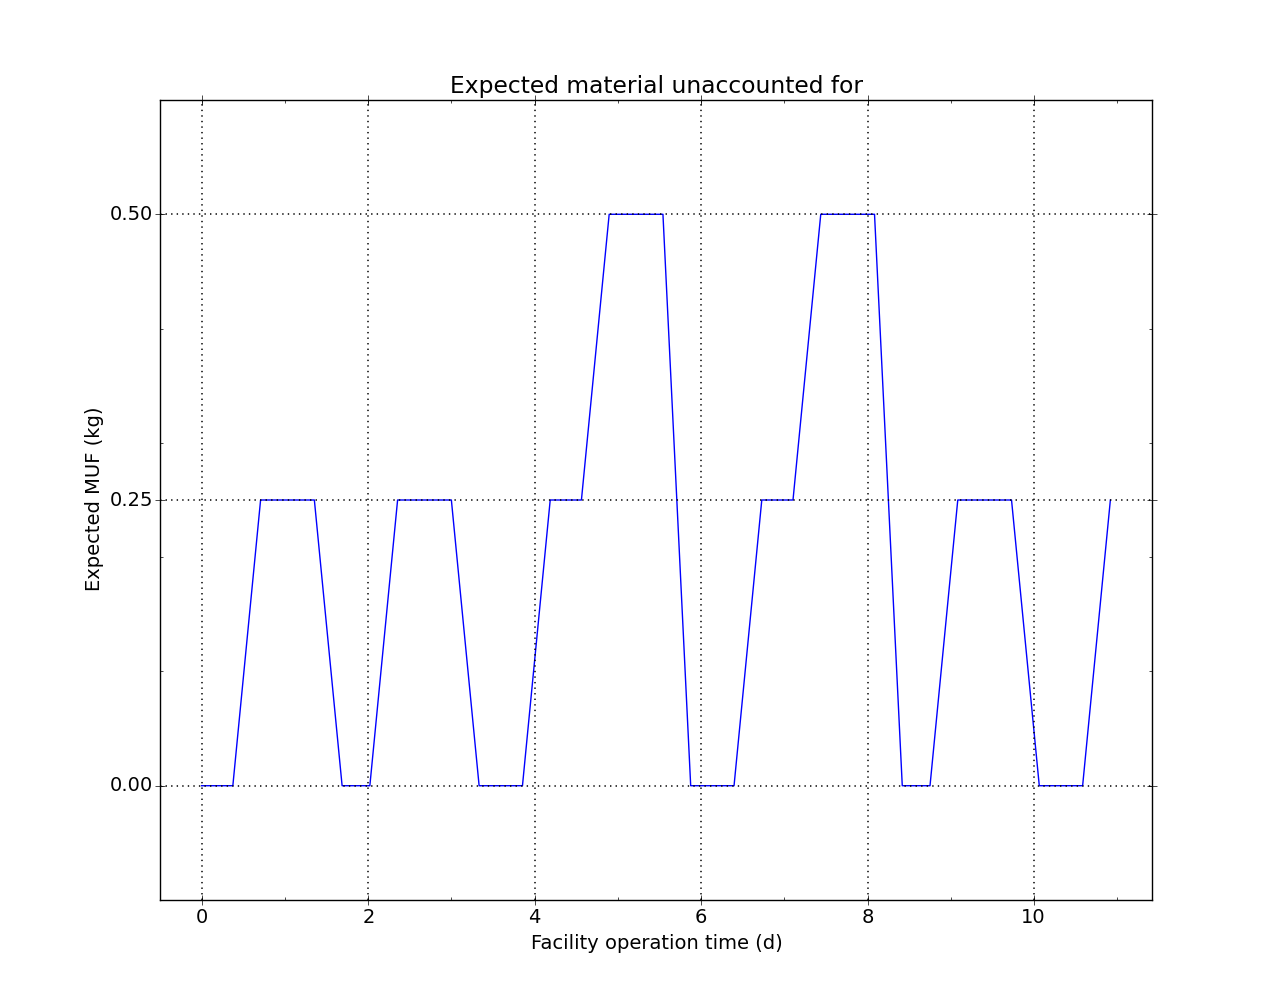 Expected material unaccounted for
0.50
0.25
0.00
Expected MUF (kg)
0 2 4 6 8 10
Facility operation time (d)